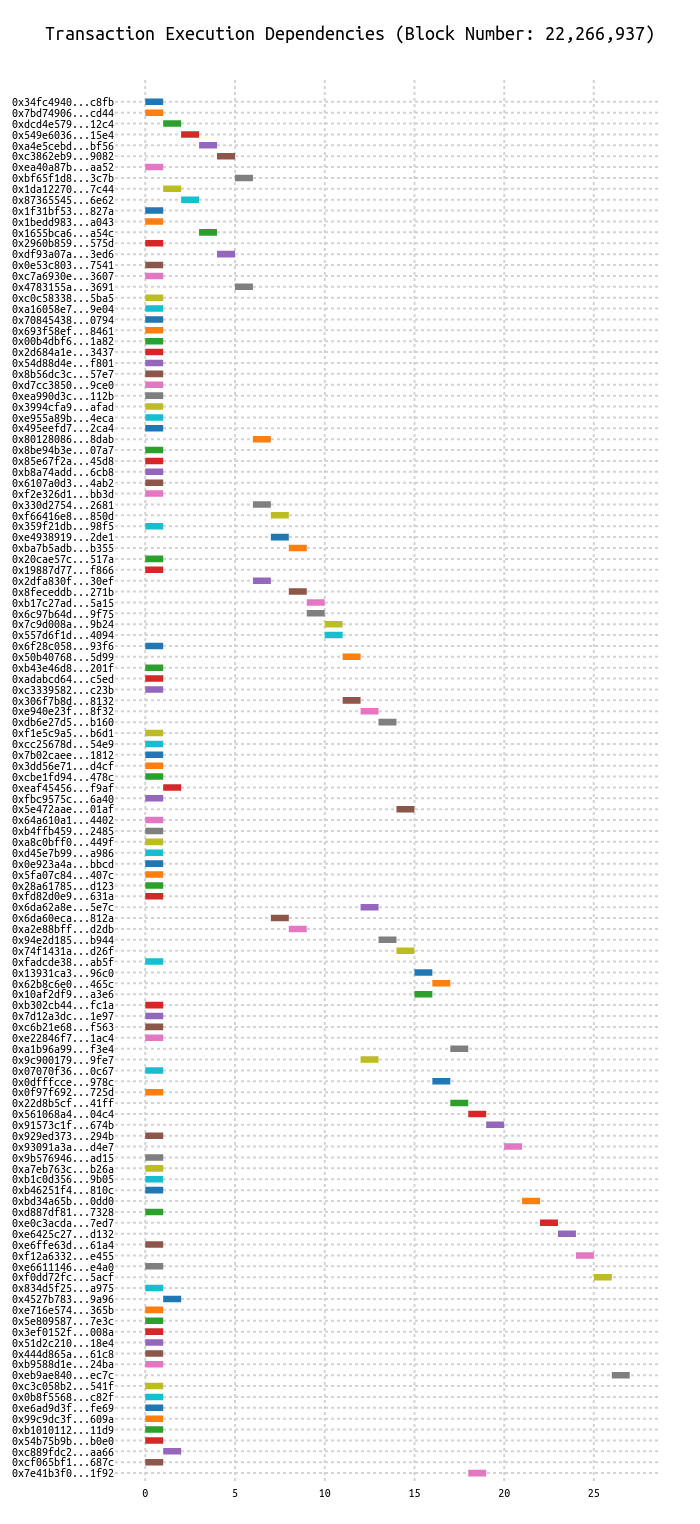 Transaction Execution Dependencies (Block Number: 22,266,937)
0x34fc4940...c8fb
0x7bd74906...cd44
0xdcd4e579...12c4
0x549e6036...15e4
0xa4e5cebd...bf56
0xc3862eb9...9082
0xea40a87b...aa52
0xbf65f1d8...3c7b
0x1da12270...7c44
0x87365545...6e62
0x1f31bf53...827a
0x1bedd983...a043
0x1655bca6...a54c
0x2960b859...575d
0xdf93a07a...3ed6
0x0e53c803...7541
0xc7a6930e...3607
0x4783155a...3691
0xc0c58338...5ba5
0xa16058e7...9e04
0x70845438...0794
0x693f58ef...8461
0x00b4dbf6...1a82
0x2d684a1e...3437
0x54d88d4e...f801
0x8b56dc3c...57e7
0xd7cc3850...9ce0
0xea990d3c...112b
0x3994cfa9...afad
0xe955a89b...4eca
0x495eefd7...2ca4
0x80128086...8dab
0x8be94b3e...07a7
0x85e67f2a...45d8
0xb8a74add...6cb8
0x6107a0d3...4ab2
0xf2e326d1...bb3d
0x330d2754...2681
0xf66416e8...850d
0x359f21db...98f5
0xe4938919...2de1
0xba7b5adb...b355
0x20cae57c...517a
0x19887d77...f866
0x2dfa830f...30ef
0x8feceddb...271b
0xb17c27ad...5a15
0x6c97b64d...9f75
0x7c9d008a...9b24
0x557d6f1d...4094
0x6f28c058...93f6
0x50b40768...5d99
0xb43e46d8...201f
0xadabcd64...c5ed
0xc3339582...c23b
0x306f7b8d...8132
0xe940e23f...8f32
0xdb6e27d5...b160
0xf1e5c9a5...b6d1
0xcc25678d...54e9
0x7b02caee...1812
0x3dd56e71...d4cf
0xcbe1fd94...478c
0xeaf45456...f9af
0xfbc9575c...6a40
0x5e472aae...01af
0x64a610a1...4402
0xb4ffb459...2485
0xa8c0bff0...449f
0xd45e7b99...a986
0x0e923a4a...bbcd
0x5fa07c84...407c
0x28a61785...d123
0xfd82d0e9...631a
0x6da62a8e...5e7c
0x6da60eca...812a
0xa2e88bff...d2db
0x94e2d185...b944
0x74f1431a...d26f
0xfadcde38...ab5f
0x13931ca3...96c0
0x62b8c6e0...465c
0x10af2df9...a3e6
0xb302cb44...fc1a
0x7d12a3dc...1e97
0xc6b21e68...f563
0xe22846f7...1ac4
0xa1b96a99...f3e4
0x9c900179...9fe7
0x07070f36...0c67
0x0dfffcce...978c
0x0f97f692...725d
0x22d8b5cf...41ff
0x561068a4...04c4
0x91573c1f...674b
0x929ed373...294b
0x93091a3a...d4e7
0x9b576946...ad15
0xa7eb763c...b26a
0xb1c0d356...9b05
0xb46251f4...810c
0xbd34a65b...0dd0
0xd887df81...7328
0xe0c3acda...7ed7
0xe6425c27...d132
0xe6ffe63d...61a4
0xf12a6332...e455
0xe6611146...e4a0
0xf0dd72fc...5acf
0x834d5f25...a975
0x4527b783...9a96
0xe716e574...365b
0x5e809587...7e3c
0x3ef0152f...008a
0x51d2c210...18e4
0x444d865a...61c8
0xb9588d1e...24ba
0xeb9ae840...ec7c
0xc3c058b2...541f
0x0b8f5568...c82f
0xe6ad9d3f...fe69
0x99c9dc3f...609a
0xb1010112...11d9
0x54b75b9b...b0e0
0xc889fdc2...aa66
0xcf065bf1...687c
0x7e41b3f0...1f92
0 5 10 15 20 25